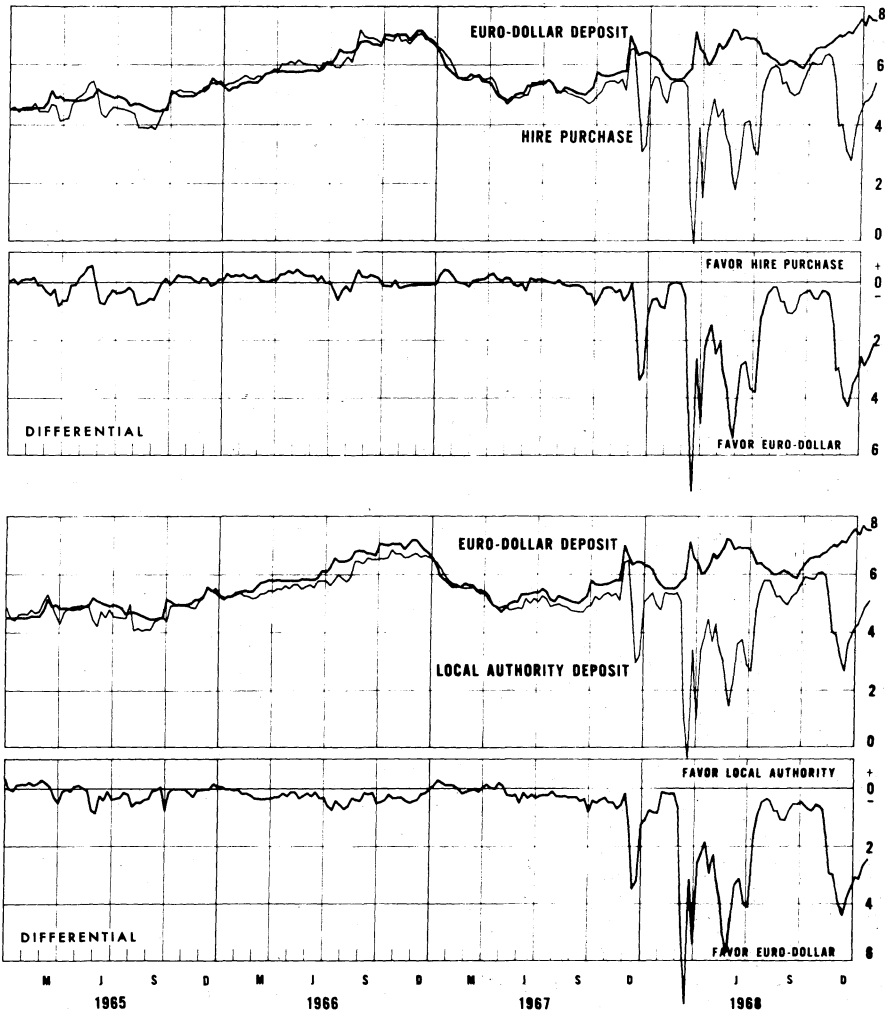 8
EURO-DOLLAR DEPOSIT
6
HIRE PURCHASE
4
2
0
FAVOR HIRE PURCHASE
+
0
–
2
4
DIFFERENTIAL
FAVOR EURO-DOLLAR
6
8
EURO-DOLLAR DEPOSIT
6
4
LOCAL AUTHORITY DEPOSIT
2
0
FAVOR LOCAL AUTHORITY
+
0
–
2
4
DIFFERENTIAL
FAVOR EURO-DOLLAR
6
M J S D M J S D M J S D J S D
1965 1966 1967 1968